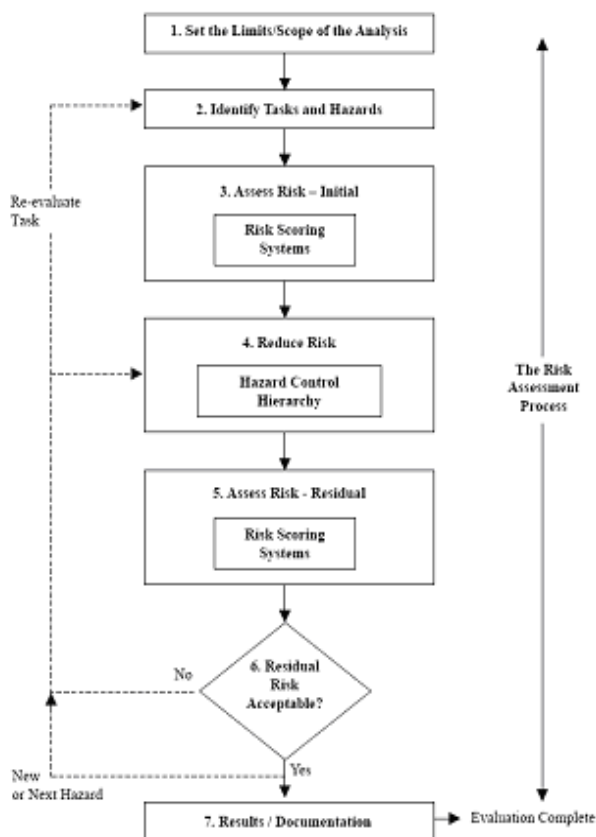 1. Set the Limits/Scope of the Analysis
2. Identify Tasks and Hazards
Re-evaluate
Task
3. Assess Risk – Initial
Risk Scoring
Systems
4. Reduce Risk
Hazard Control
Hierarchy
The Risk
Assessment
Process
5. Assess Risk - Residual
Risk Scoring
Systems
No
6. Residual
Risk
Acceptable?
Yes
New
or Next Hazard
7. Results / Documentation
Evaluation Complete